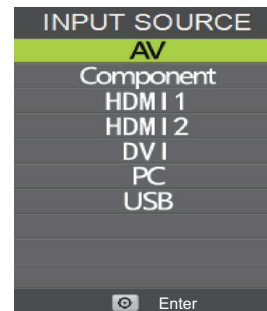 INPUT SOURCE
AV
Component
HDMI1
HDMI2
DVI
PC
USB
Enter